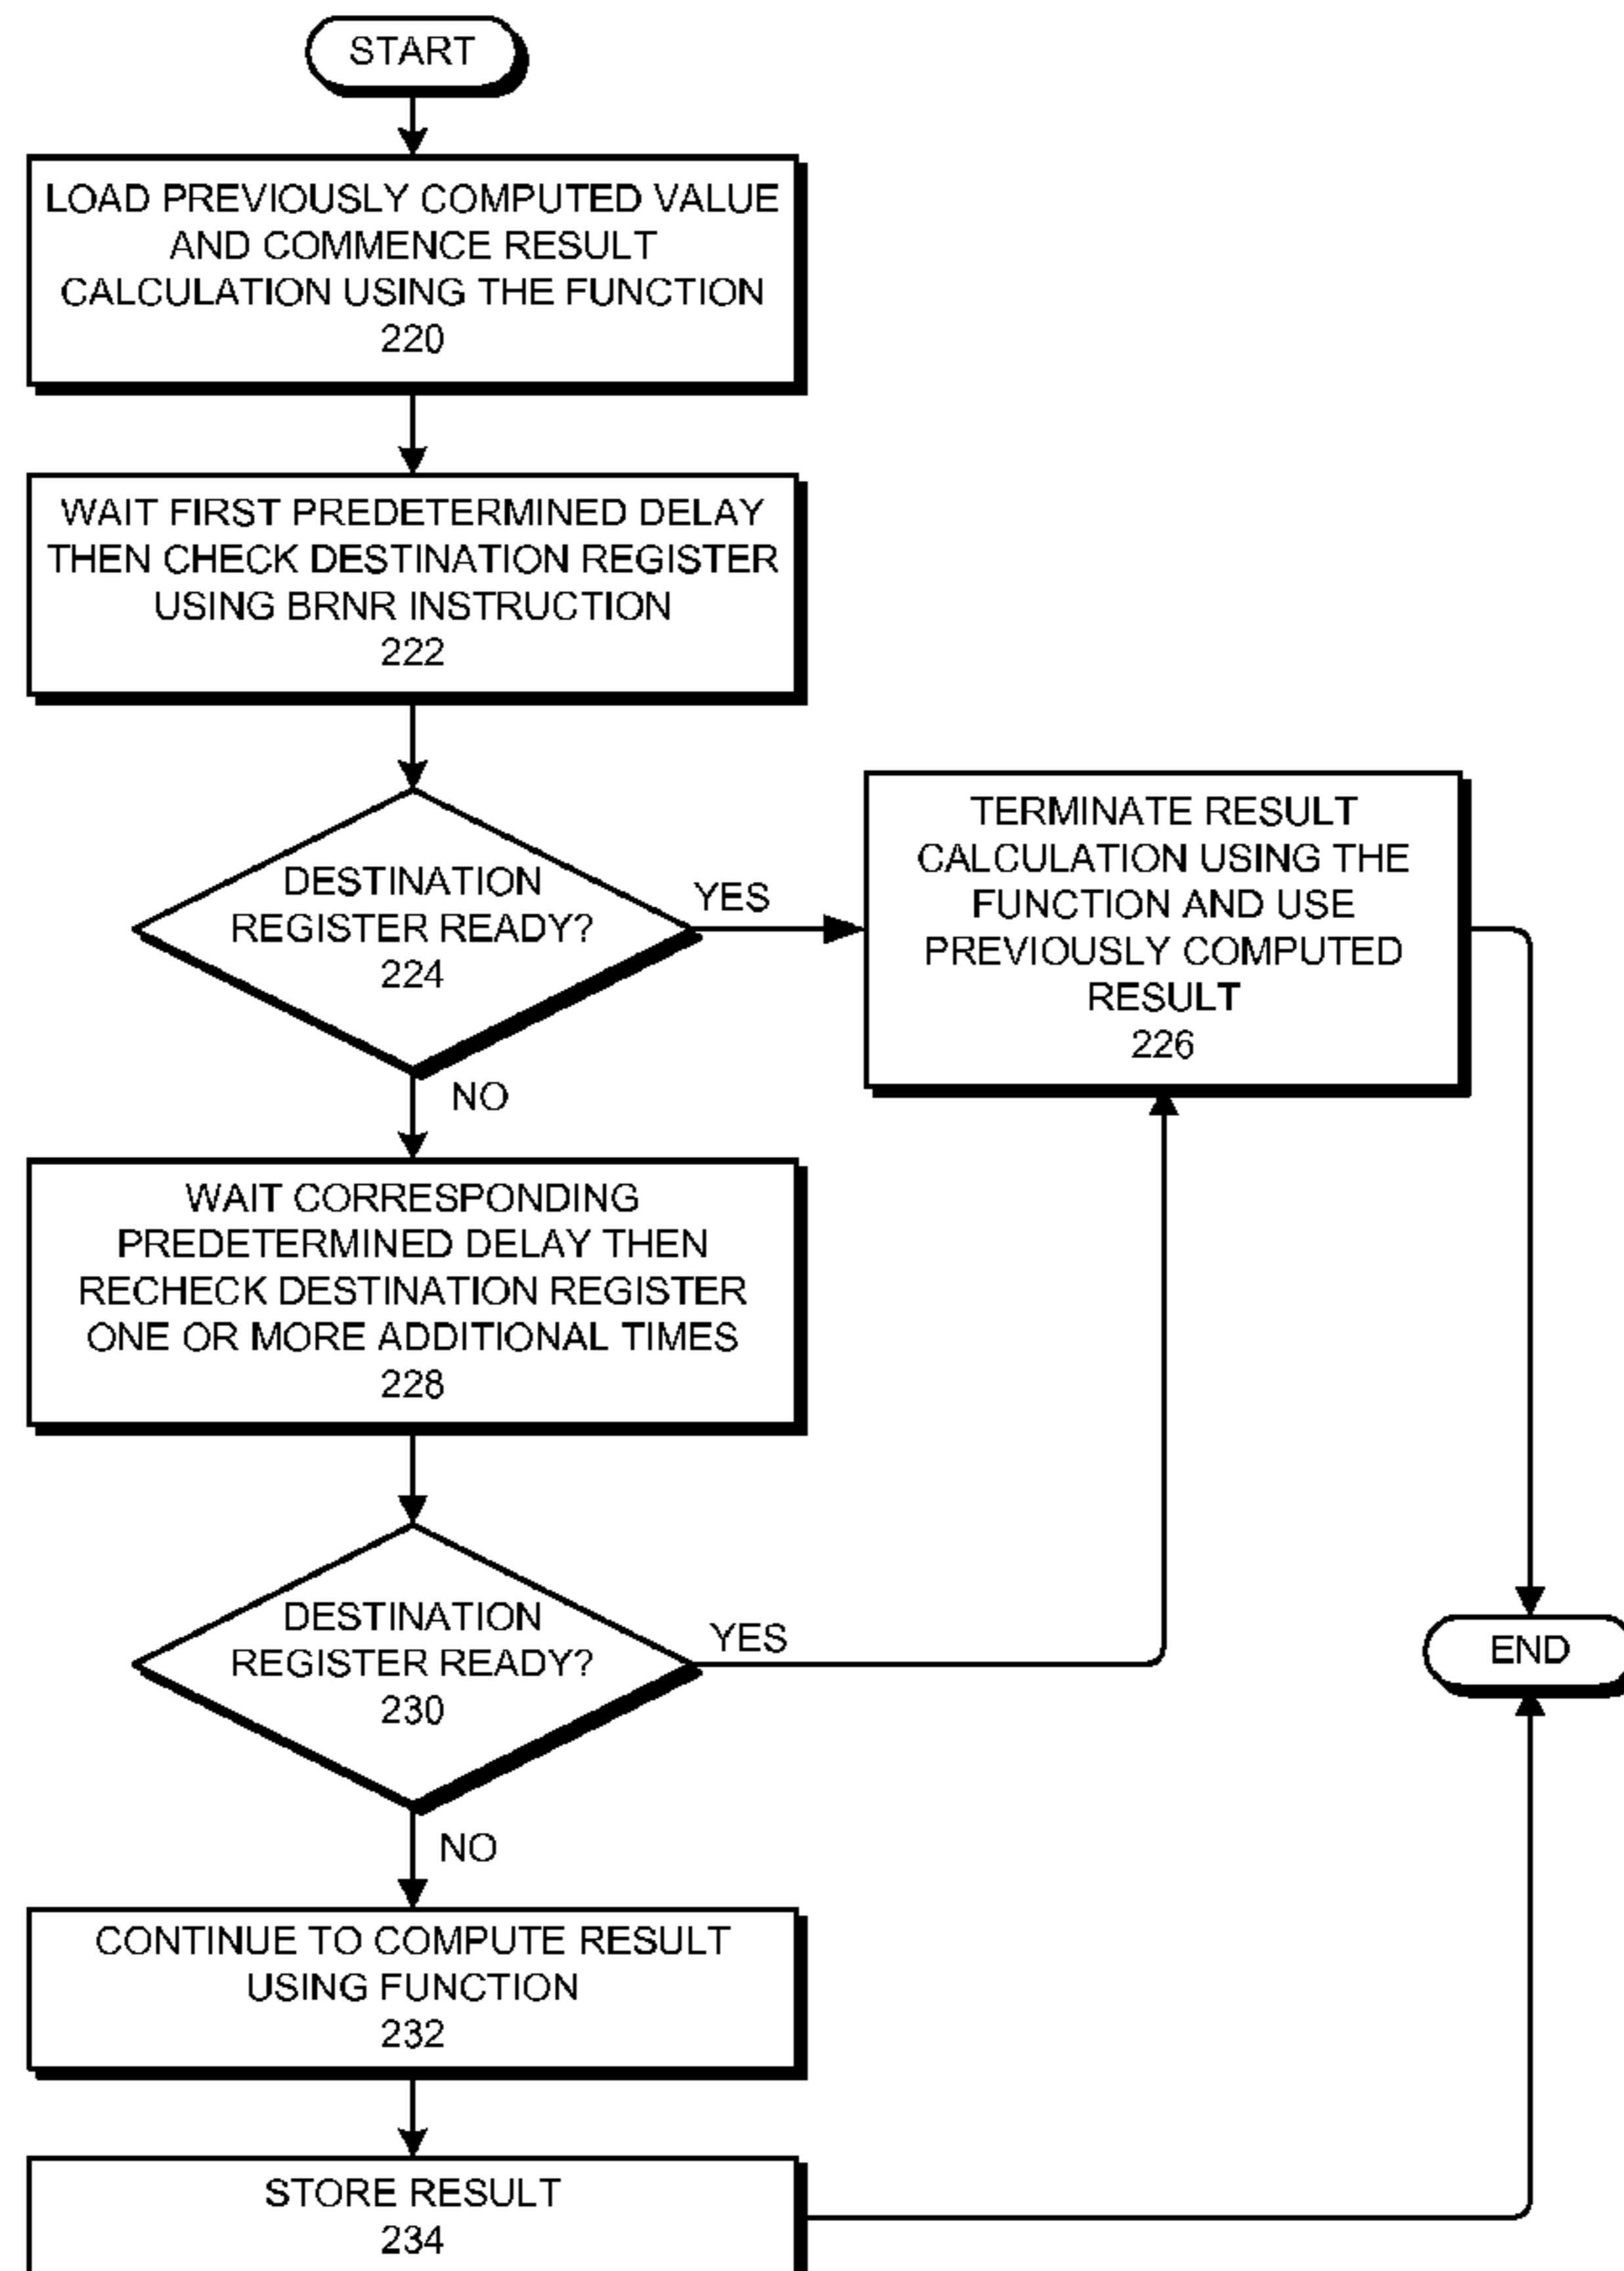 START
LOAD PREVIOUSLY COMPUTED VALUE
AND COMMENCE RESULT
CALCULATION USING THE FUNCTION
220
WAIT FIRST PREDETERMINED DELAY
THEN CHECK DESTINATION REGISTER
USING BRNR INSTRUCTION
222
DESTINATION
REGISTER READY?
224
YES
TERMINATE RESULT
CALCULATION USING THE
FUNCTION AND USE
PREVIOUSLY COMPUTED
RESULT
226
NO
WAIT CORRESPONDING
PREDETERMINED DELAY THEN
RECHECK DESTINATION REGISTER
ONE OR MORE ADDITIONAL TIMES
228
DESTINATION
REGISTER READY?
230
YES
END
NO
CONTINUE TO COMPUTE RESULT
USING FUNCTION
232
STORE RESULT
234